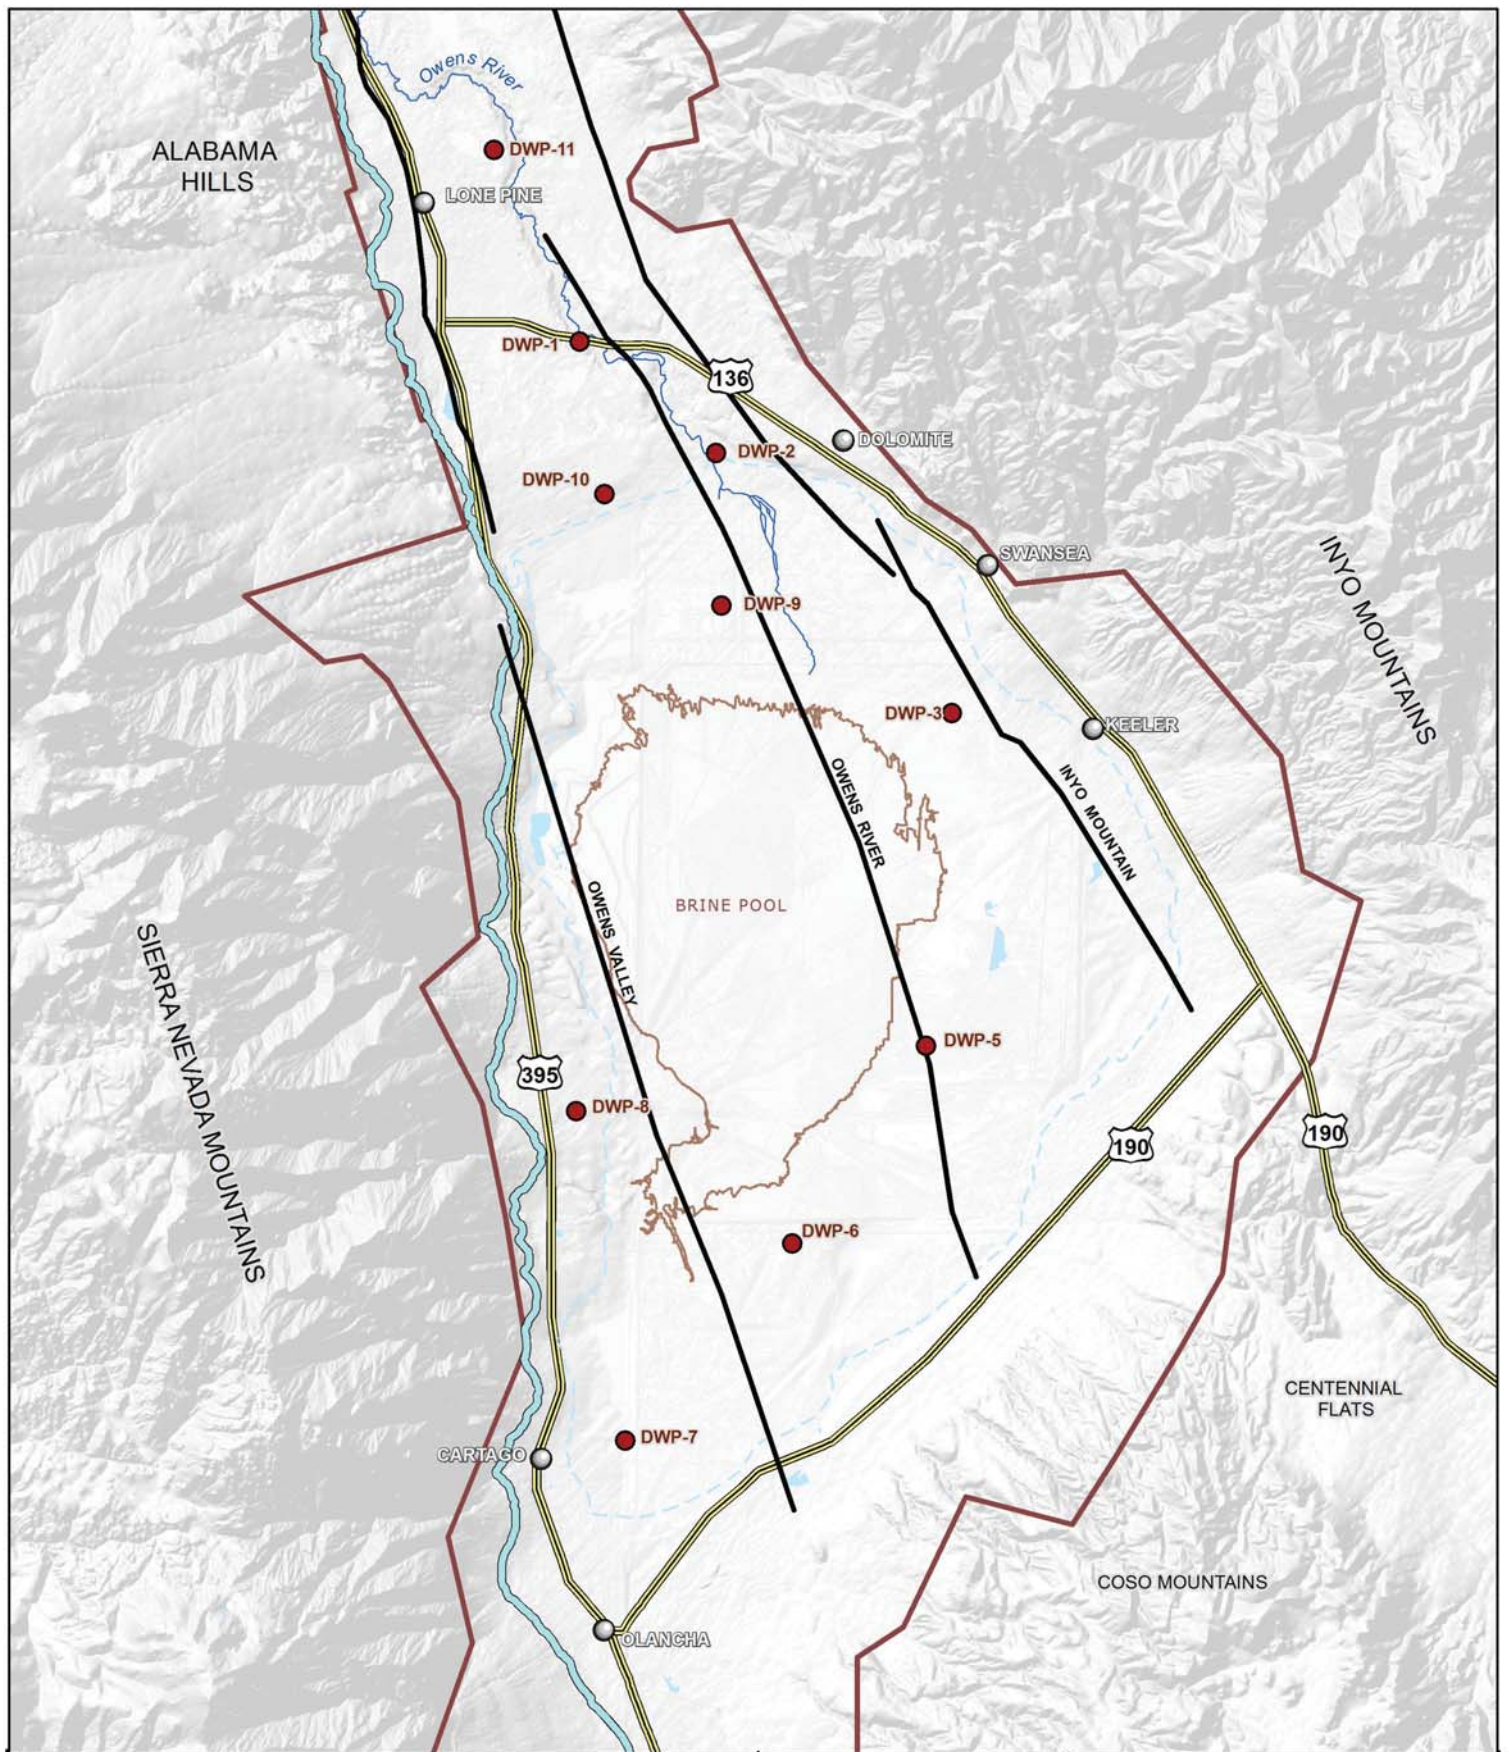 Owens River
DWP-11
ALABAMA
HILLS
LONE PINE
DWP-1
136
DOLOMITE
DWP-2
DWP-10
SWANSEA
INYO MOUNTAINS
DWP-9
DWP-3
KEELER
OWENS RIVER
INYO MOUNTAIN
OWENS VALLEY
BRINE POOL
SIERRA NEVADA MOUNTAINS
DWP-5
395
DWP-8
190
190
DWP-6
CENTENNIAL
FLATS
DWP-7
CARTAGO
COSO MOUNTAINS
OLANCHA